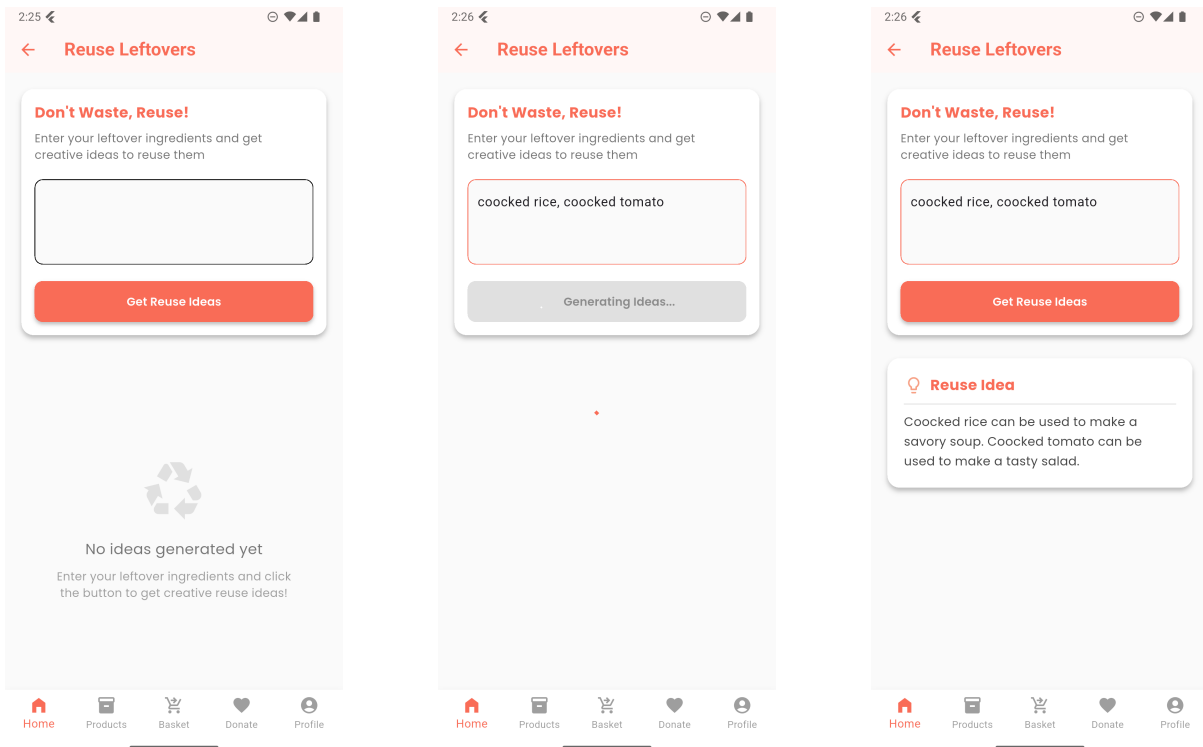 2:25
Reuse Leftovers
Don't Waste, Reuse!
Enter your leftover ingredients and get
creative ideas to reuse them
Get Reuse Ideas
No ideas generated yet
Enter your leftover ingredients and click
the button to get creative reuse ideas!
Home Products Basket Donate Profile
2:26
Reuse Leftovers
Don't Waste, Reuse!
Enter your leftover ingredients and get
creative ideas to reuse them
coocked rice, coocked tomato
Generating Ideas...
Home Products Basket Donate Profile
2:26
Reuse Leftovers
Don't Waste, Reuse!
Enter your leftover ingredients and get
creative ideas to reuse them
coocked rice, coocked tomato
Get Reuse Ideas
Reuse Idea
Coocked rice can be used to make a
savory soup. Coocked tomato can be
used to make a tasty salad.
Home Products Basket Donate Profile